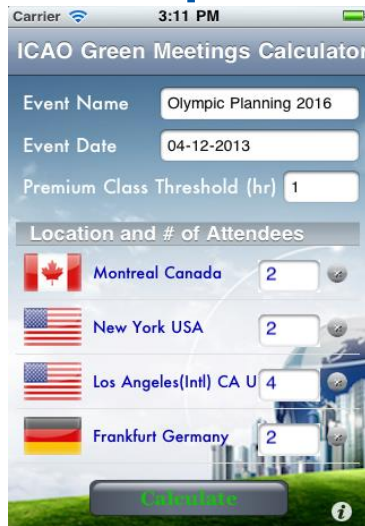 Carrier 3:11 PM
ICAO Green Meetings Calculator
Event Name Olympic Planning 2016
Event Date 04-12-2013
Premium Class Threshold (hr) 1
Location and # of Attendees
Montreal Canada 2
New York USA 2
Los Angeles(Intl) CA U 4
Frankfurt Germany 2
Calculate
i